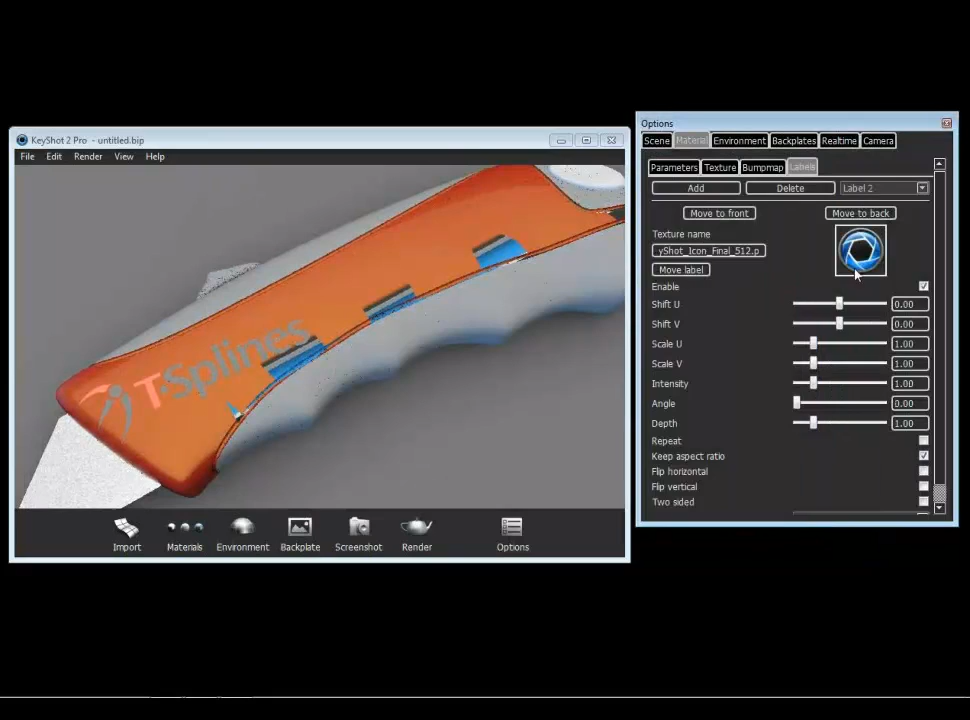 KeyShot 2 Pro - untitled.bip
File Edit Render View Help
T·Splines
Import Materials Environment Backplate Screenshot Render Options
Options
Scene Material Environment Backplates Realtime Camera
Parameters Texture Bumpmap Labels
Add Delete Label 2
Move to front Move to back
Texture name
yShot_Icon_Final_512.p
Move label
Enable
Shift U 0.00
Shift V 0.00
Scale U 1.00
Scale V 1.00
Intensity 1.00
Angle 0.00
Depth 1.00
Repeat
Keep aspect ratio
Flip horizontal
Flip vertical
Two sided